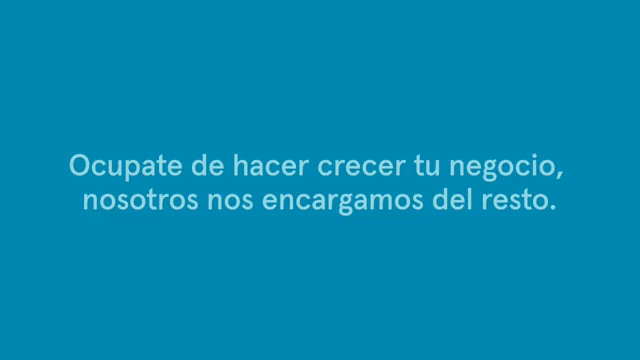 Ocupate de hacer crecer tu negocio,
nosotros nos encargamos del resto.